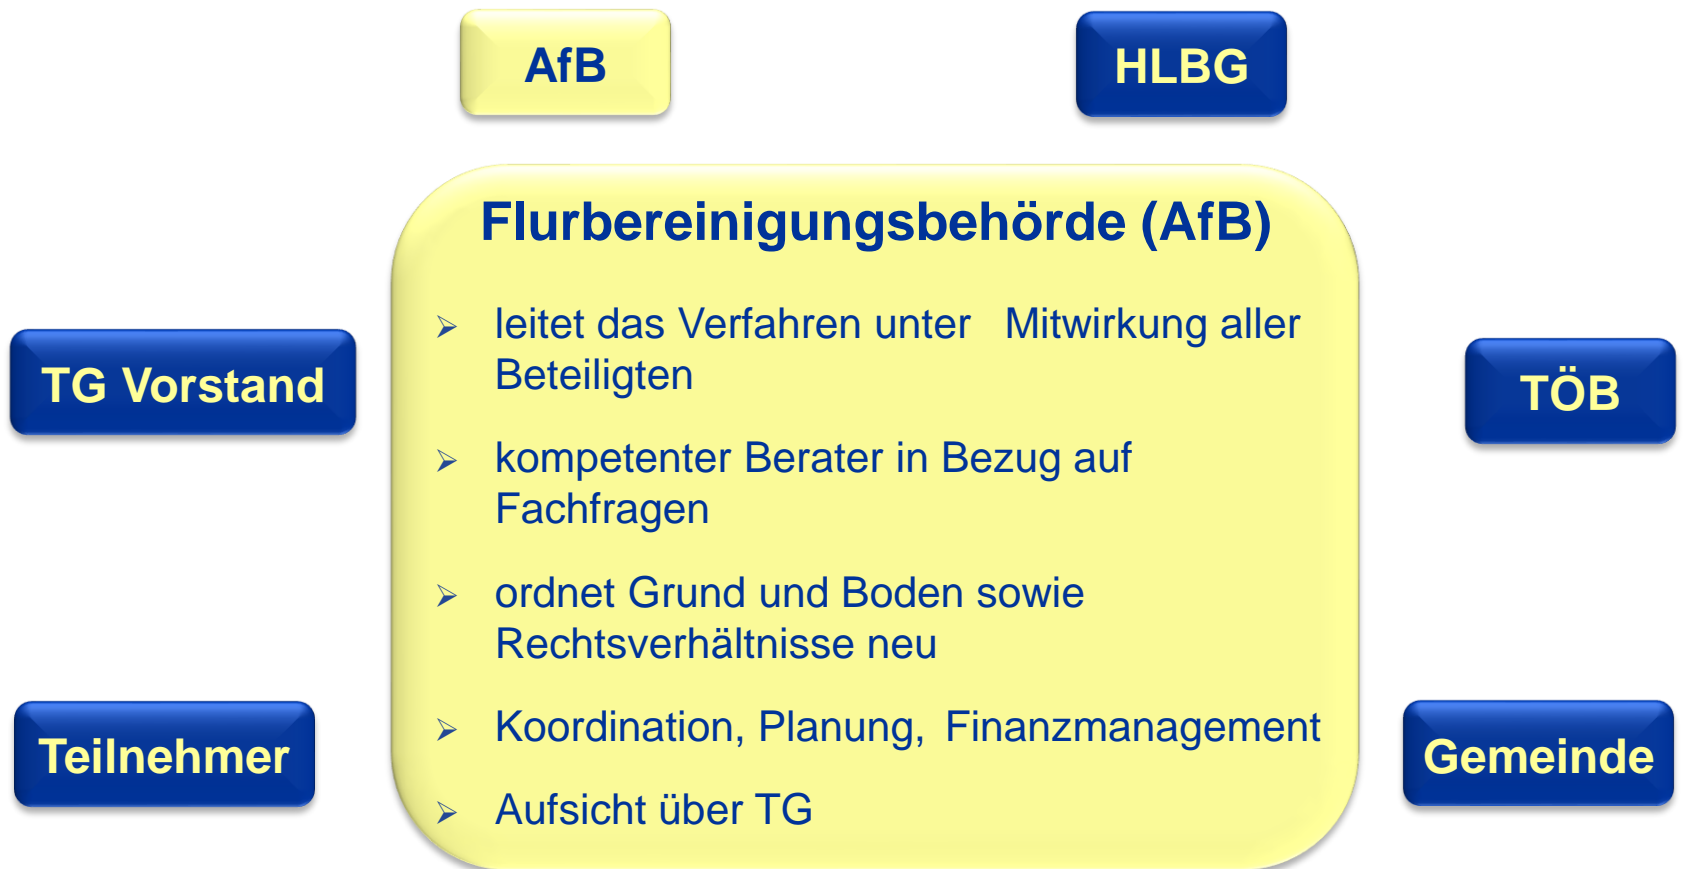 AfB
HLBG
Flurbereinigungsbehörde (AfB)
➢ leitet das Verfahren unter Mitwirkung aller
Beteiligten
➢ kompetenter Berater in Bezug auf
Fachfragen
➢ ordnet Grund und Boden sowie
Rechtsverhältnisse neu
➢ Koordination, Planung, Finanzmanagement
➢ Aufsicht über TG
TG Vorstand
TÖB
Teilnehmer
Gemeinde